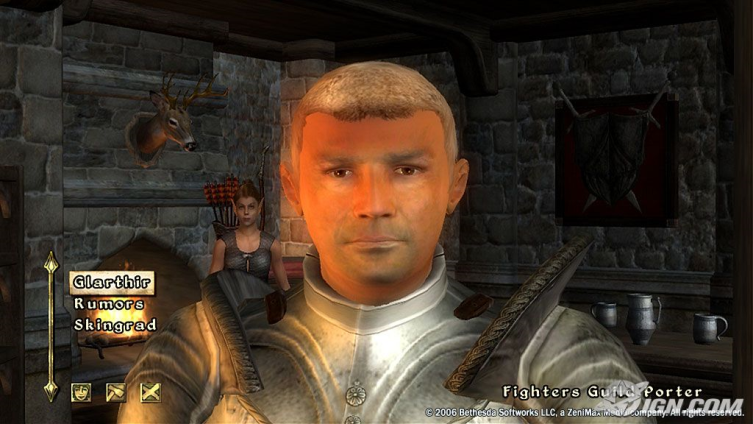 Glarthir
Rumors
Skingrad
Fighters Guild Porter
© 2006 Bethesda Softworks LLC, a ZeniMax Media company. All rights reserved.
IGN.COM